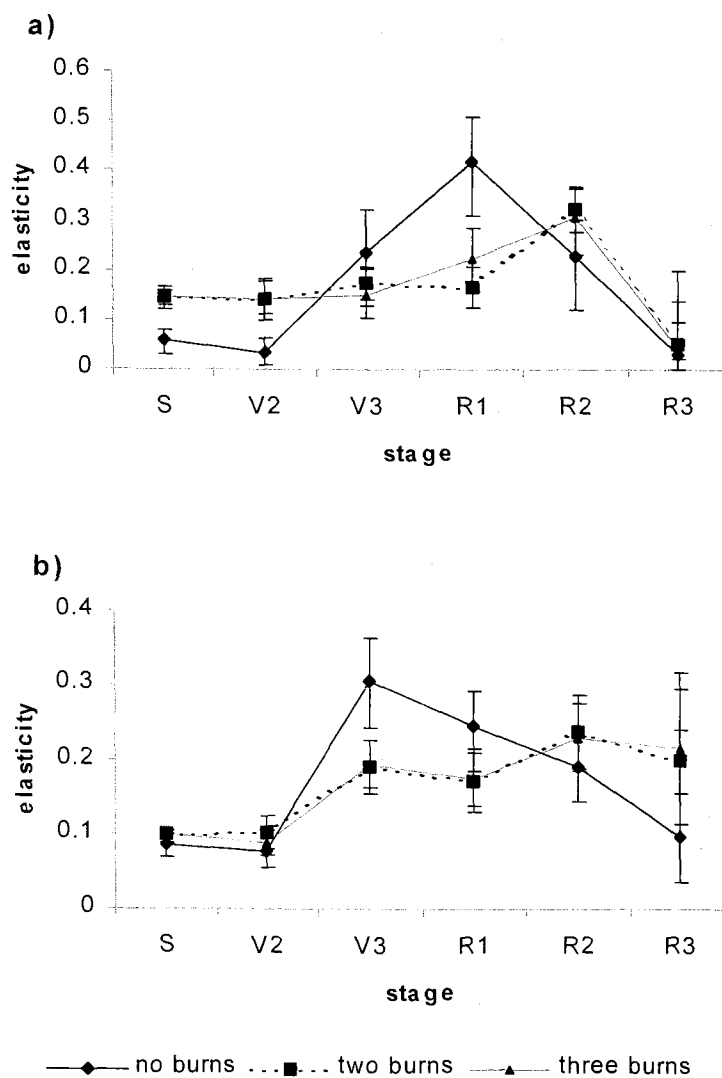 a)
0.6
0.5
0.4
0.3
0.2
0.1
0
elasticity
S V2 V3 R1 R2 R3
stage
b)
0.4
0.3
0.2
0.1
0
elasticity
S V2 V3 R1 R2 R3
stage
no burns two burns three burns